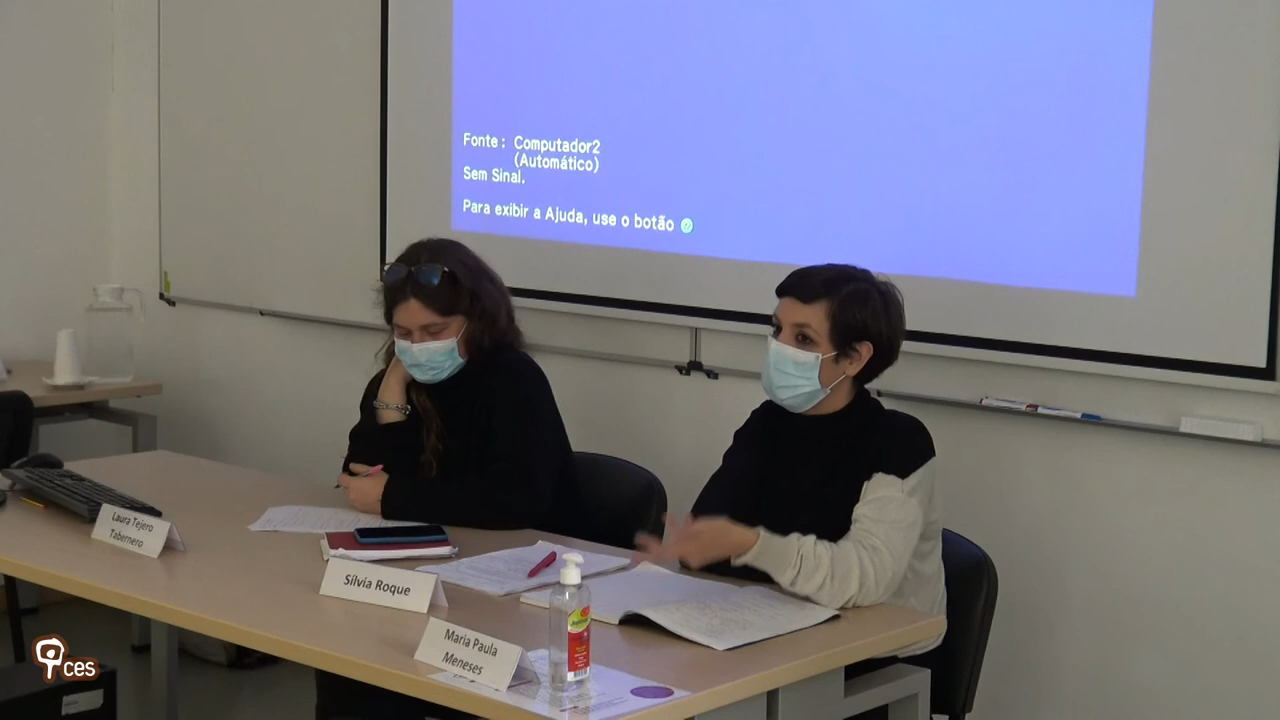 Fonte: Computador2
(Automático)
Sem Sinal.
Para exibir a Ajuda, use o botão ?
Laura Tejero
Tabernero
Sílvia Roque
Maria Paula
Meneses
ces